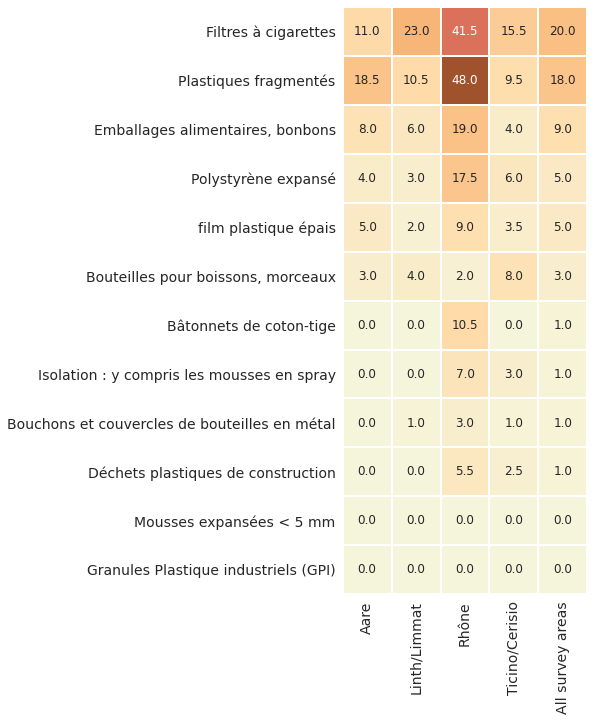 Filtres à cigarettes 11.0 23.0 41.5 15.5 20.0
Plastiques fragmentés 18.5 10.5 48.0 9.5 18.0
Emballages alimentaires, bonbons 8.0 6.0 19.0 4.0 9.0
Polystyrène expansé 4.0 3.0 17.5 6.0 5.0
film plastique épais 5.0 2.0 9.0 3.5 5.0
Bouteilles pour boissons, morceaux 3.0 4.0 2.0 8.0 3.0
Bâtonnets de coton-tige 0.0 0.0 10.5 0.0 1.0
Isolation : y compris les mousses en spray 0.0 0.0 7.0 3.0 1.0
Bouchons et couvercles de bouteilles en métal 0.0 1.0 3.0 1.0 1.0
Déchets plastiques de construction 0.0 0.0 5.5 2.5 1.0
Mousses expansées < 5 mm 0.0 0.0 0.0 0.0 0.0
Granules Plastique industriels (GPI) 0.0 0.0 0.0 0.0 0.0
Aare
Linth/Limmat
Rhône
Ticino/Cerisio
All survey areas